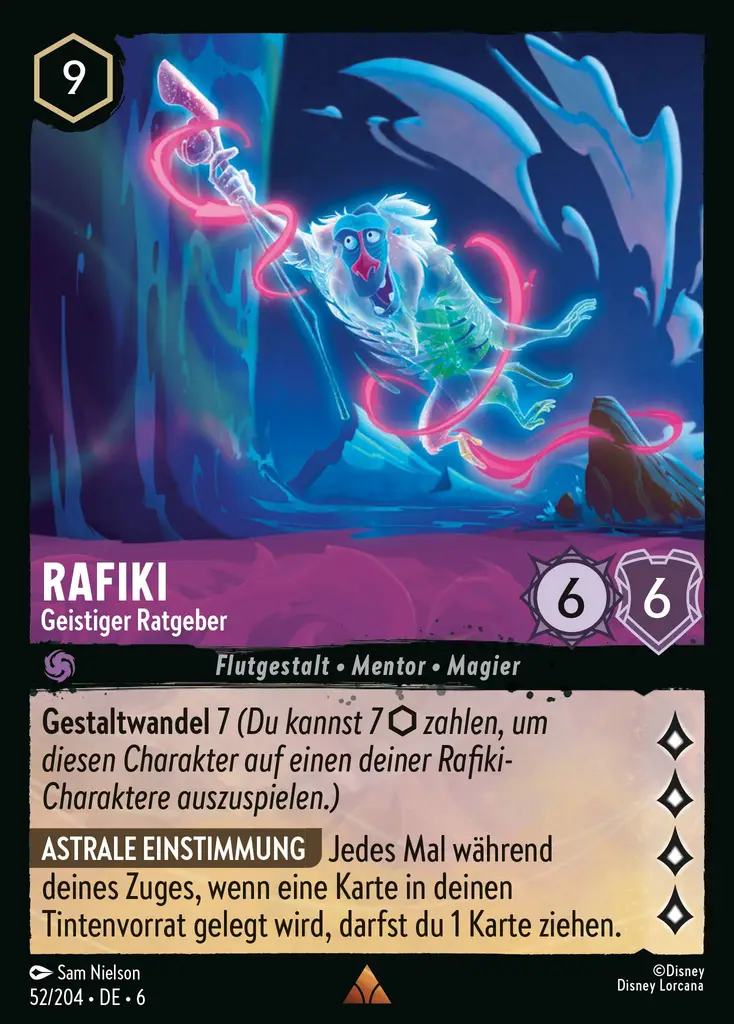 9
RAFIKI
Geistiger Ratgeber
6
6
Flutgestalt • Mentor • Magier
Gestaltwandel 7 (Du kannst 7 zahlen, um
diesen Charakter auf einen deiner Rafiki-
Charaktere auszuspielen.)
ASTRALE EINSTIMMUNG Jedes Mal während
deines Zuges, wenn eine Karte in deinen
Tintenvorrat gelegt wird, darfst du 1 Karte ziehen.
Sam Nielson
52/204 • DE • 6
©Disney
Disney Lorcana